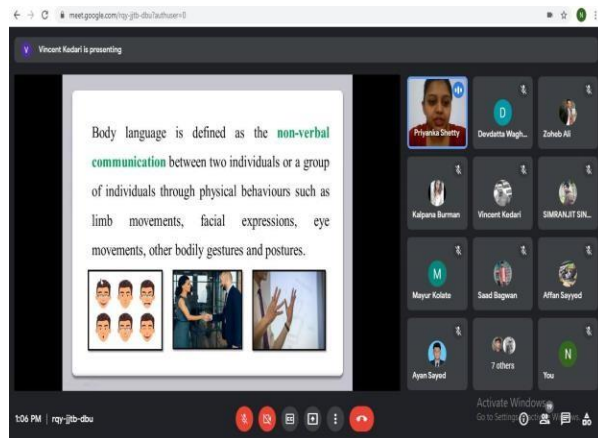 meet.google.com/rqy-jjtb-dbu?authuser=0
N
V Vincent Kedari is presenting
Body language is defined as the non-verbal
communication between two individuals or a group
of individuals through physical behaviours such as
limb movements, facial expressions, eye
movements, other bodily gestures and postures.
Priyanka Shetty
D
Devdatta Wagh...
Zoheb Ali
Kalpana Burman
Vincent Kedari
SIMRANJIT SIN...
M
Mayur Kolate
Saad Bagwan
Affan Sayyed
Ayan Sayed
7 others
N
You
Activate Windows
Go to Settings
1:06 PM | rqy-jjtb-dbu